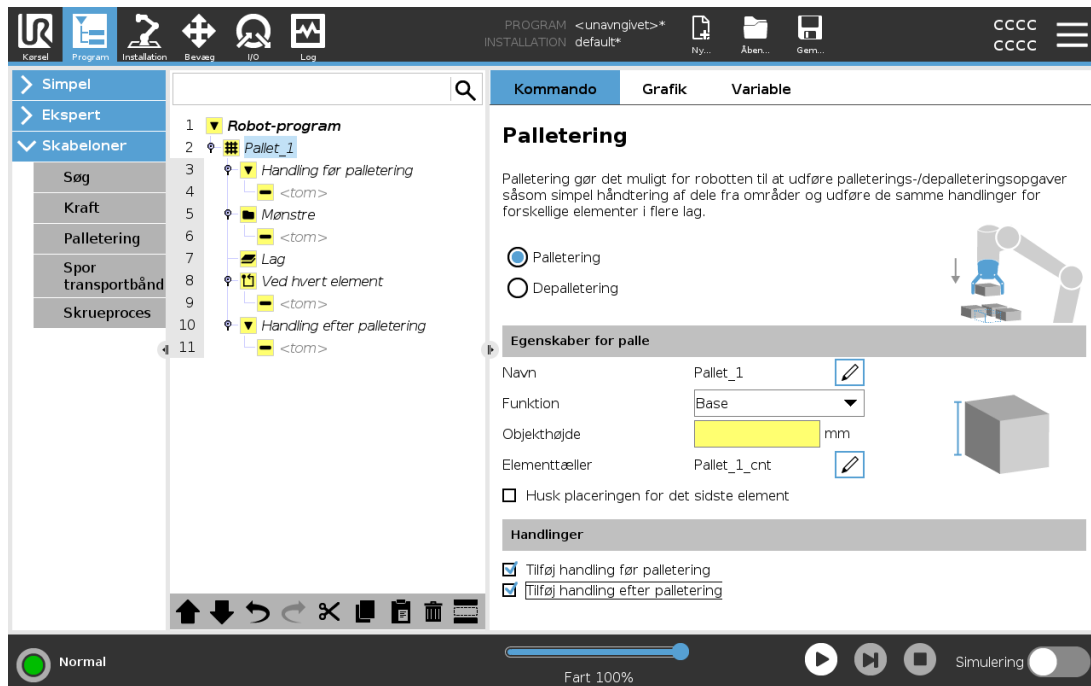 PROGRAM <unavngivet>*
INSTALLATION default*
CCCC
CCCC
UR
Kørsel
Program
Installation
Bevæg
I/O
Log
Ny...
Åben...
Gem...
Simpel
Ekspert
Skabeloner
Søg
Kraft
Palletering
Spor
transportbånd
Skrueproces
1 Robot-program
2 Pallet_1
3 Handling før palletering
4 <tom>
5 Mønstre
6 <tom>
7 Lag
8 Ved hvert element
9 <tom>
10 Handling efter palletering
11 <tom>
Kommando
Grafik
Variable
Palletering
Palletering gør det muligt for robotten til at udføre palleterings-/depalleteringsopgaver
såsom simpel håndtering af dele fra områder og udføre de samme handlinger for
forskellige elementer i flere lag.
Palletering
Depalletering
Egenskaber for palle
Navn Pallet_1
Funktion Base
Objekthøjde mm
Elementtæller Pallet_1_cnt
Husk placeringen for det sidste element
Handlinger
Tilføj handling før palletering
Tilføj handling efter palletering
Normal
Fart 100%
Simulering